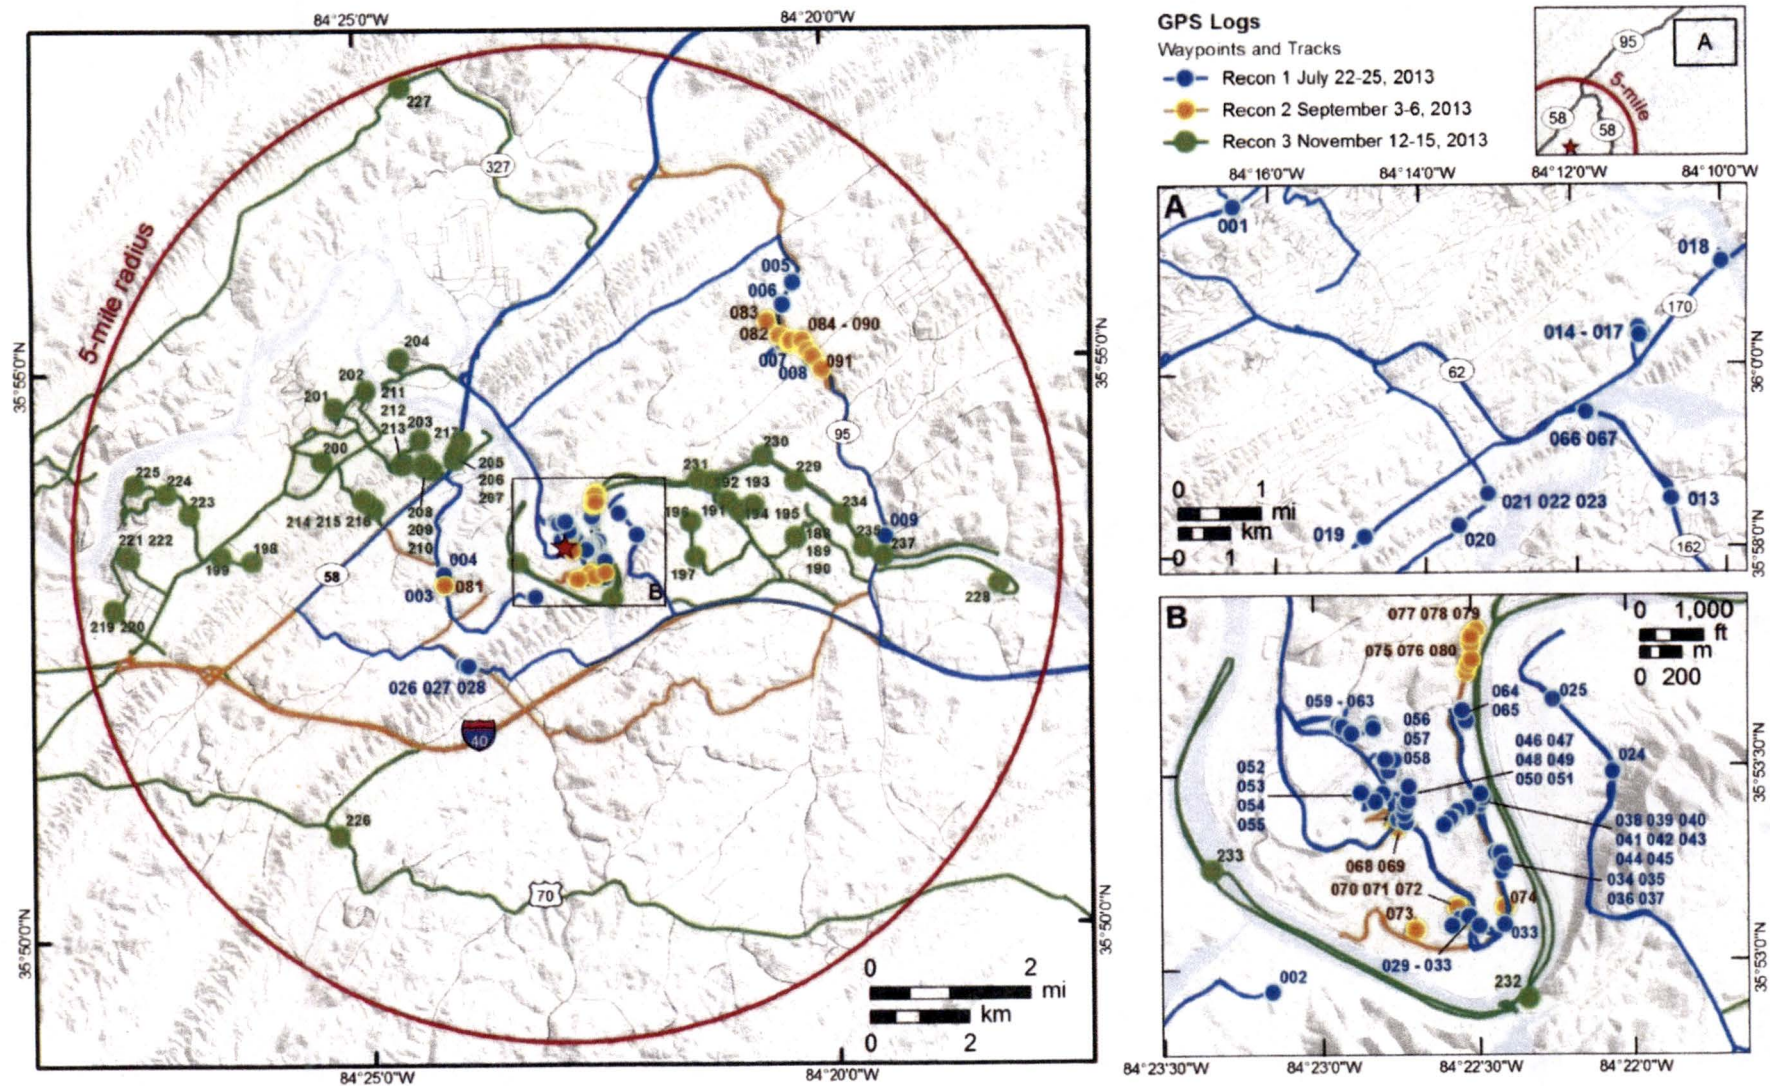 84°25'0"W
84°20'0"W
GPS Logs
Waypoints and Tracks
Recon 1 July 22-25, 2013
Recon 2 September 3-6, 2013
Recon 3 November 12-15, 2013
95
A
5-mile
58
58
227
327
5-mile radius
005
006
083
082
084 - 090
007
008
091
35°55'0"N
35°55'0"N
204
202
211
201
212
213
203
217
200
205
206
207
225
224
223
214 215
216
208
209
210
221 222
199
198
004
58
003
081
219 220
026 027 028
40
95
230
231
192 193
229
191
194 195
196
234
188
189
190
235
009
237
197
228
B
226
70
35°50'0"N
35°50'0"N
0 2
mi
km
0 2
84°25'0"W
84°20'0"W
84°16'0"W
84°14'0"W
84°12'0"W
84°10'0"W
A
001
018
170
014 - 017
62
36°0'0"N
066 067
0 1
mi
km
0 1
021 022 023
013
019
020
162
35°58'0"N
B
077 078 079
0 1,000
ft
m
0 200
075 076 080
064
065
025
059 - 063
056
057
058
046 047
048 049
050 051
024
052
053
054
055
35°53'30"N
038 039 040
041 042 043
044 045
034 035
036 037
068 069
233
070 071 072
073
074
033
029 - 033
002
232
35°53'0"N
84°23'30"W
84°23'0"W
84°22'30"W
84°22'0"W